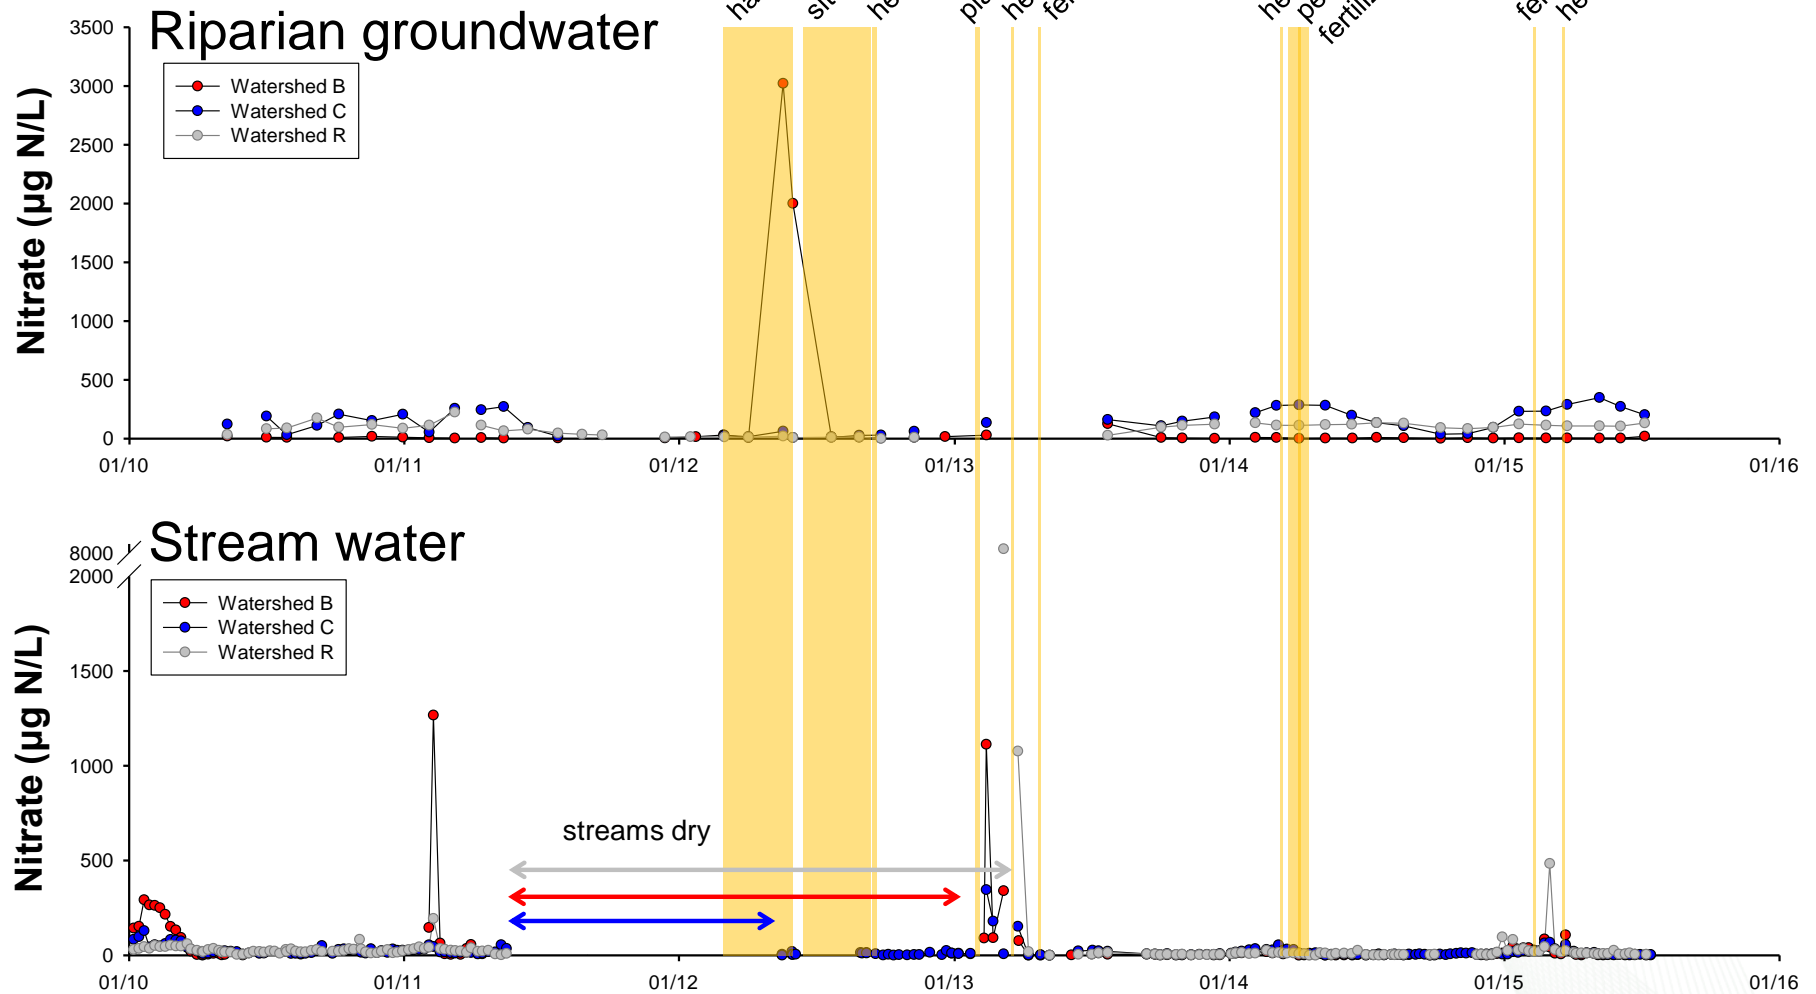 Riparian groundwater
Nitrate (µg N/L)
3500
3000
2500
2000
1500
1000
500
0
Watershed B
Watershed C
Watershed R
01/10 01/11 01/12 01/13 01/14 01/15 01/16
Stream water
Nitrate (µg N/L)
8000
2000
1500
1000
500
0
Watershed B
Watershed C
Watershed R
streams dry
01/10 01/11 01/12 01/13 01/14 01/15 01/16